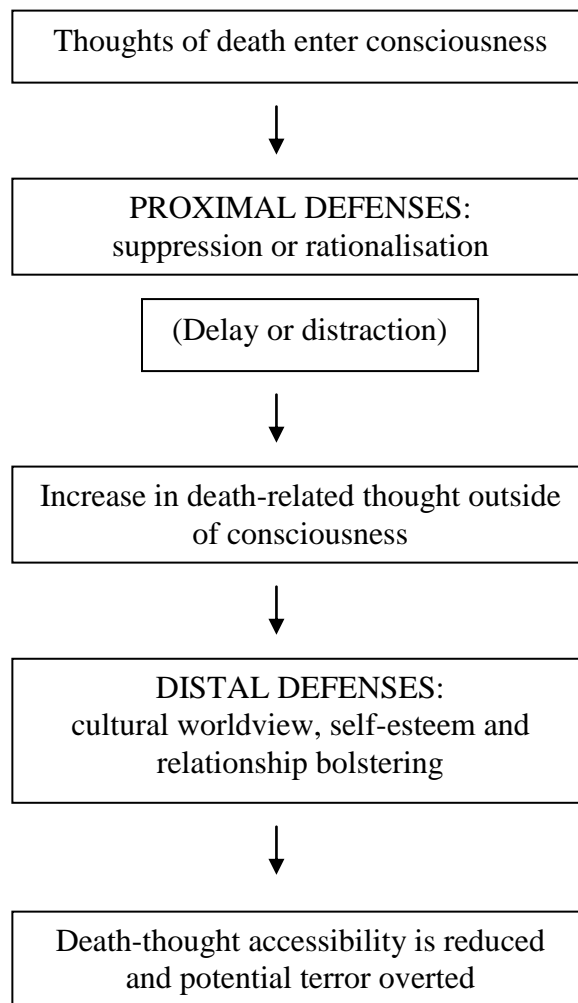 Thoughts of death enter consciousness
PROXIMAL DEFENSES:
suppression or rationalisation
(Delay or distraction)
Increase in death-related thought outside
of consciousness
DISTAL DEFENSES:
cultural worldview, self-esteem and
relationship bolstering
Death-thought accessibility is reduced
and potential terror overted